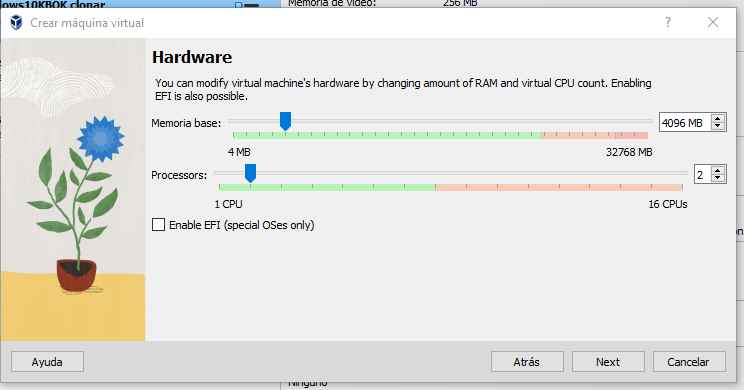 lows10KBOK clonar
Memoria de vídeo: 256 MB
Crear máquina virtual
Hardware
You can modify virtual machine's hardware by changing amount of RAM and virtual CPU count. Enabling
EFI is also possible.
Memoria base: 4096 MB
4 MB 32768 MB
Processors: 2
1 CPU 16 CPUs
Enable EFI (special OSes only)
Ayuda Atrás Next Cancelar
Ninguno